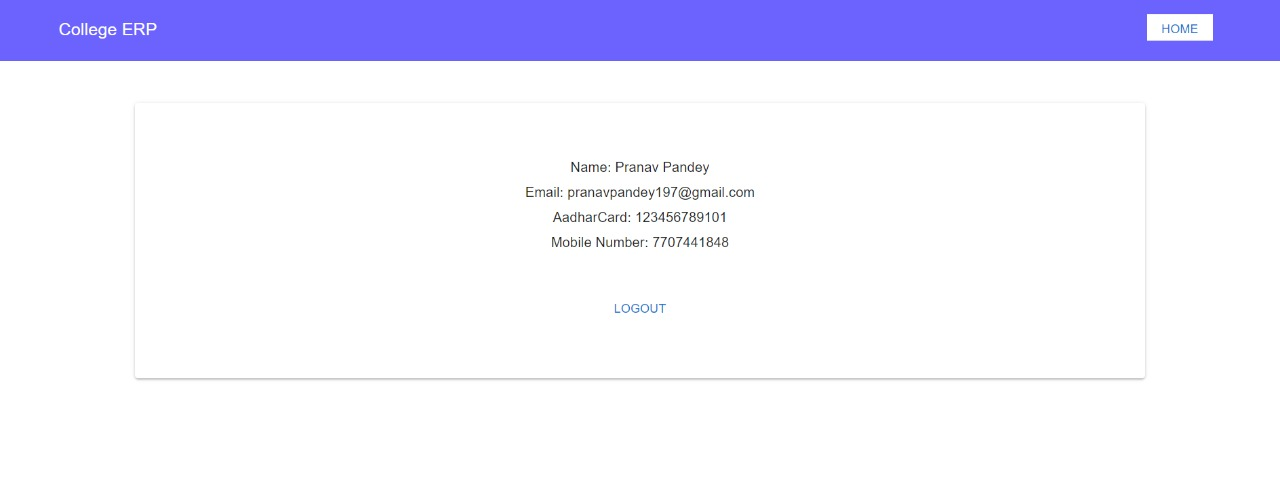 College ERP
HOME
Name: Pranav Pandey
Email: pranavpandey197@gmail.com
AadharCard: 123456789101
Mobile Number: 7707441848
LOGOUT